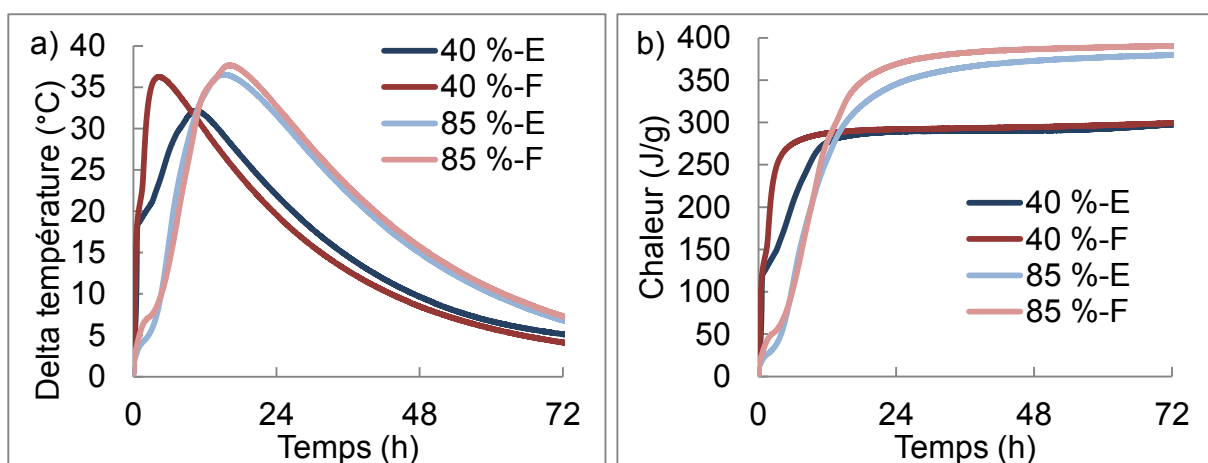 a)
Delta température (°C)
40
35
30
25
20
15
10
5
0
40 %-E
40 %-F
85 %-E
85 %-F
0 24 48 72
Temps (h)
b)
Chaleur (J/g)
400
350
300
250
200
150
100
50
0
40 %-E
40 %-F
85 %-E
85 %-F
0 24 48 72
Temps (h)